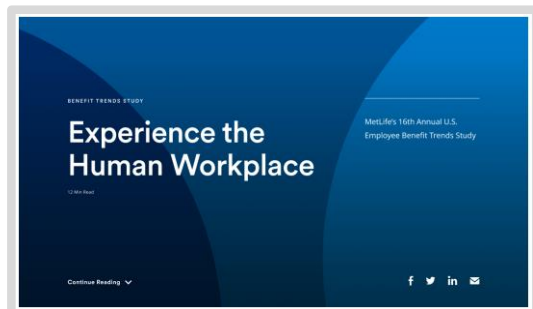 BENEFIT TRENDS STUDY
Experience the
Human Workplace
12 Min Read
MetLife's 16th Annual U.S.
Employee Benefit Trends Study
Continue Reading